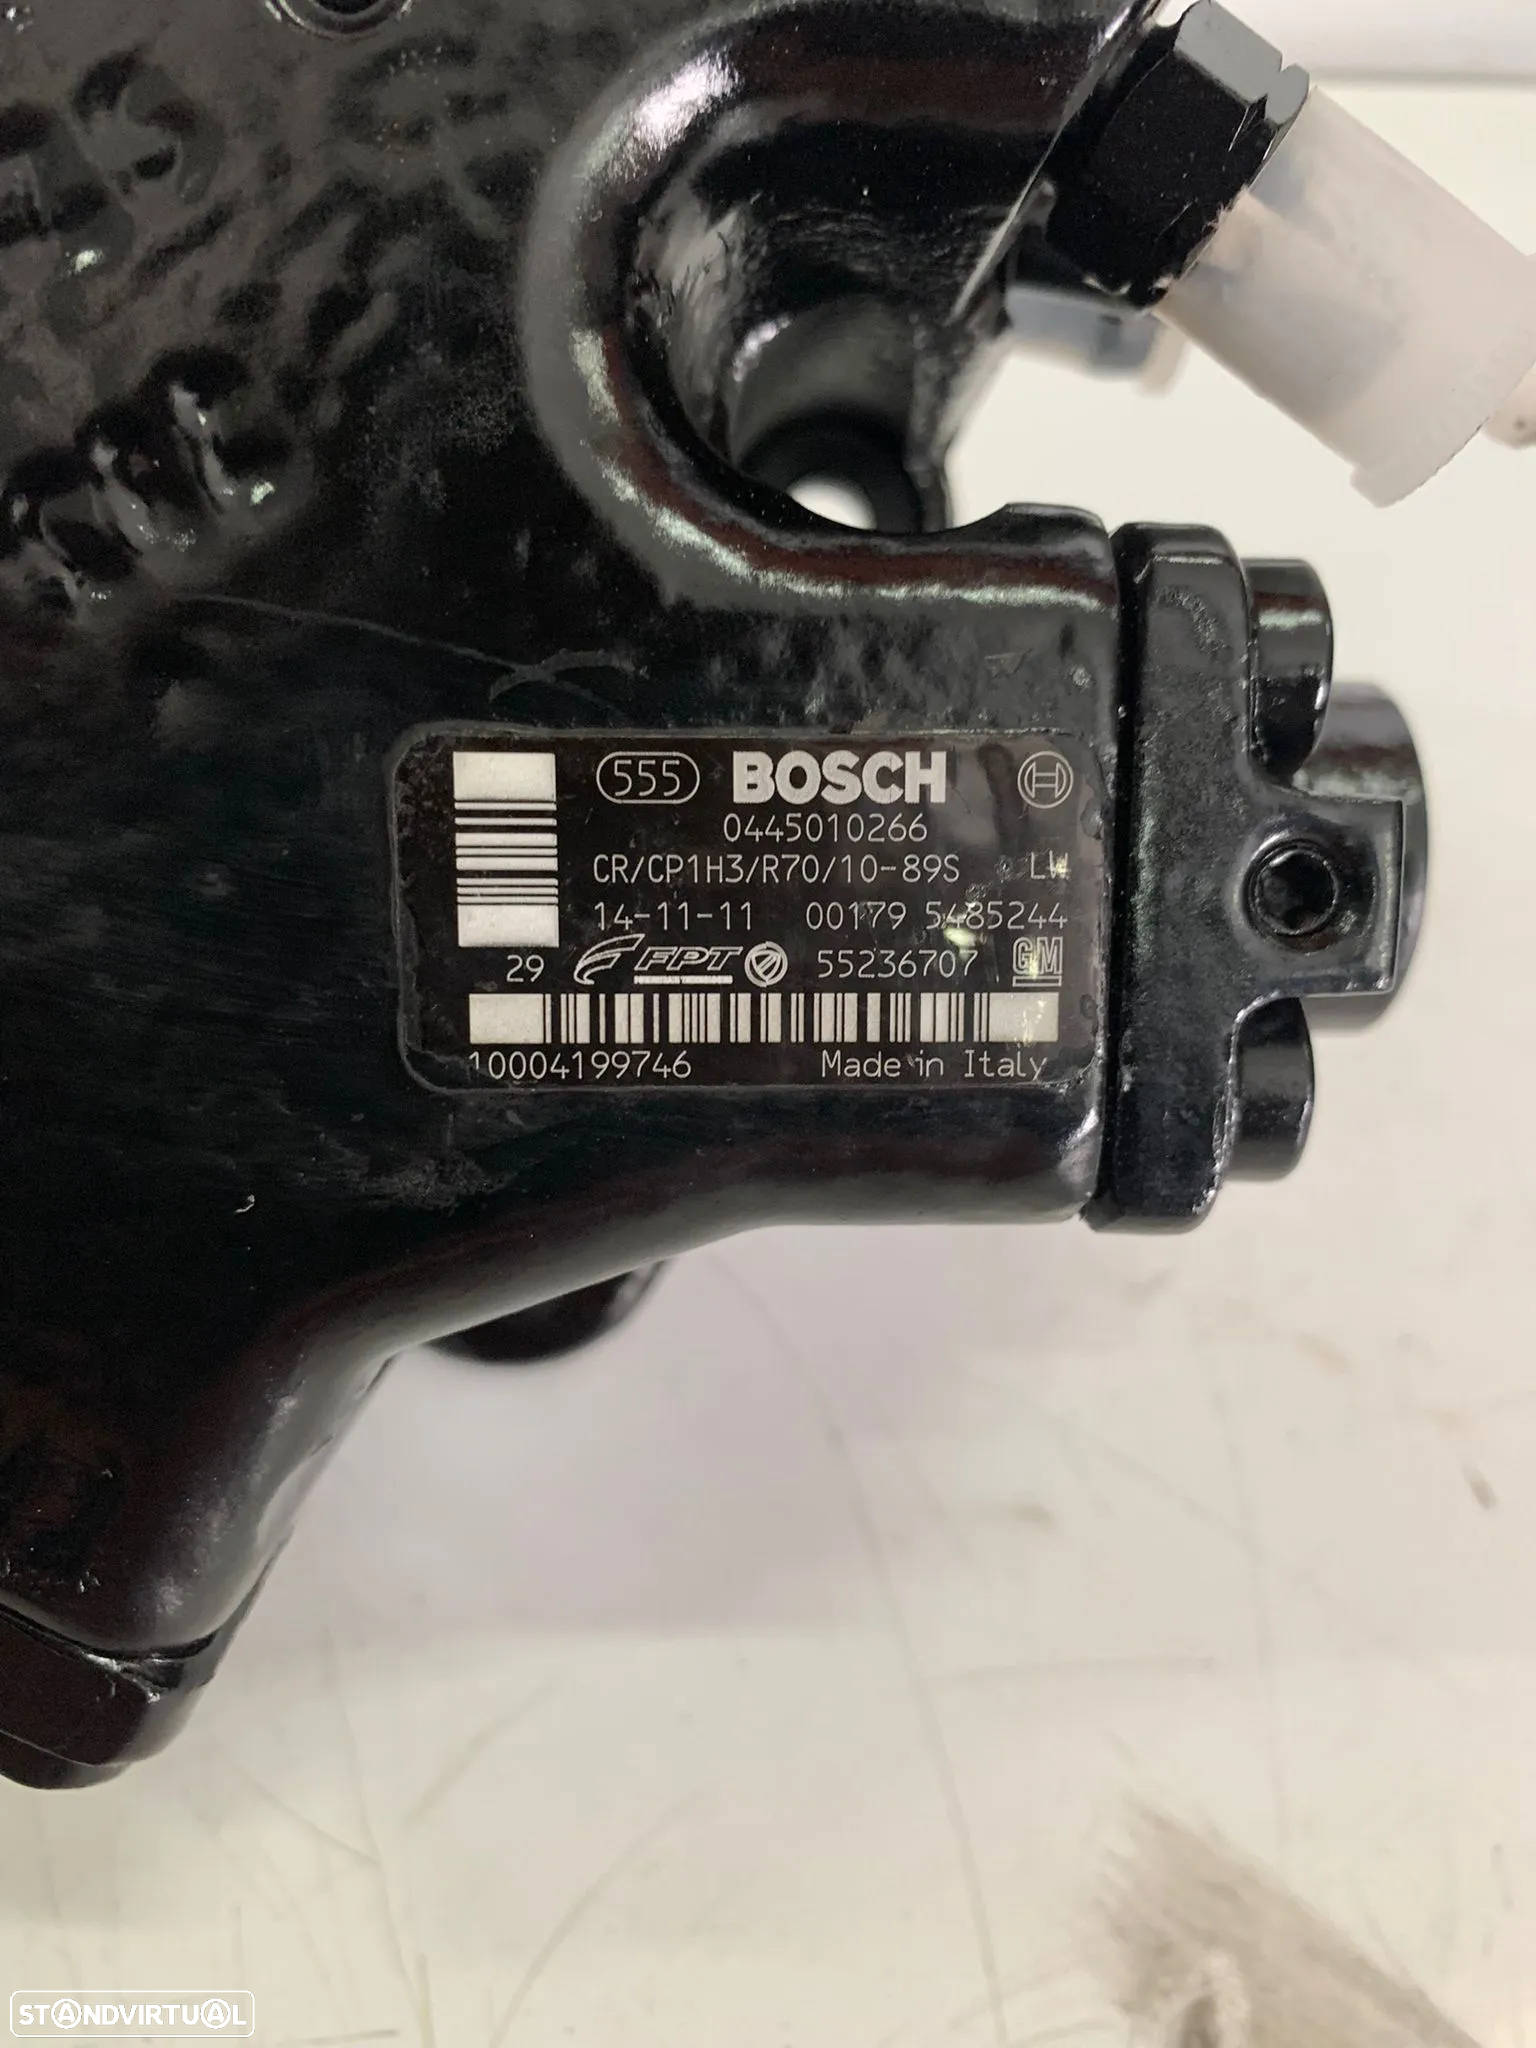 555 BOSCH
0445010266
CR/CP1H3/R70/10-89S LW
14-11-11 00179 5485244
29 FPT 55236707 GM
10004199746 Made in Italy
STANDVIRTUAL